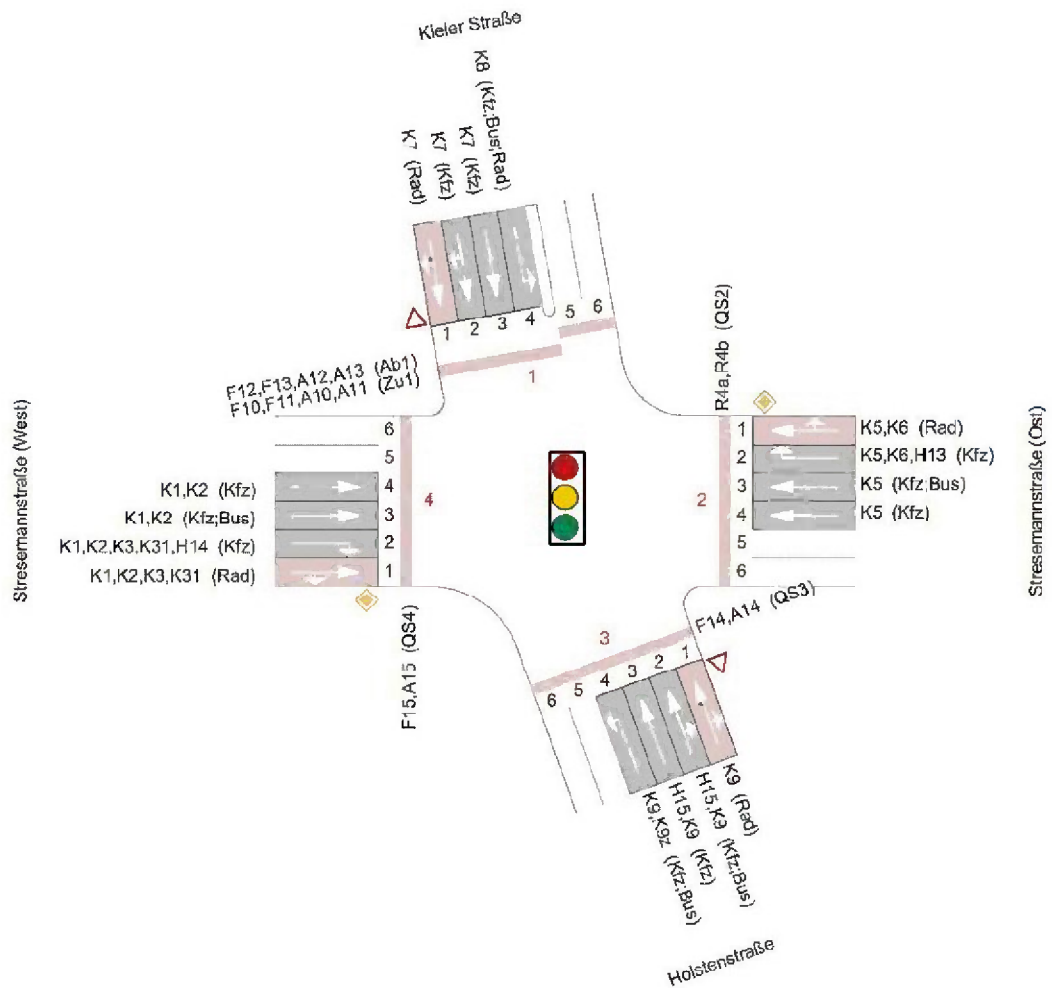 Kieler Straße
K7 (Rad)
K7 (Kfz)
K7 (Kfz)
K8 (Kfz;Bus;Rad)
1 2 3 4 5 6
1
F12,F13,A12,A13 (Ab1)
F10,F11,A10,A11 (Zu1)
R4a,R4b (QS2)
Stresemannstraße (West)
6
5
K1,K2 (Kfz) 4
K1,K2 (Kfz;Bus) 3
K1,K2,K3,K31,H14 (Kfz) 2
K1,K2,K3,K31 (Rad) 1
4
2
1 K5,K6 (Rad)
2 K5,K6,H13 (Kfz)
3 K5 (Kfz;Bus)
4 K5 (Kfz)
5
6
Stresemannstraße (Ost)
F15,A15 (QS4)
3
F14,A14 (QS3)
6 5 4 3 2 1
K9,K9z (Kfz;Bus)
H15,K9 (Kfz)
H15,K9 (Kfz;Bus)
K9 (Rad)
Holstenstraße